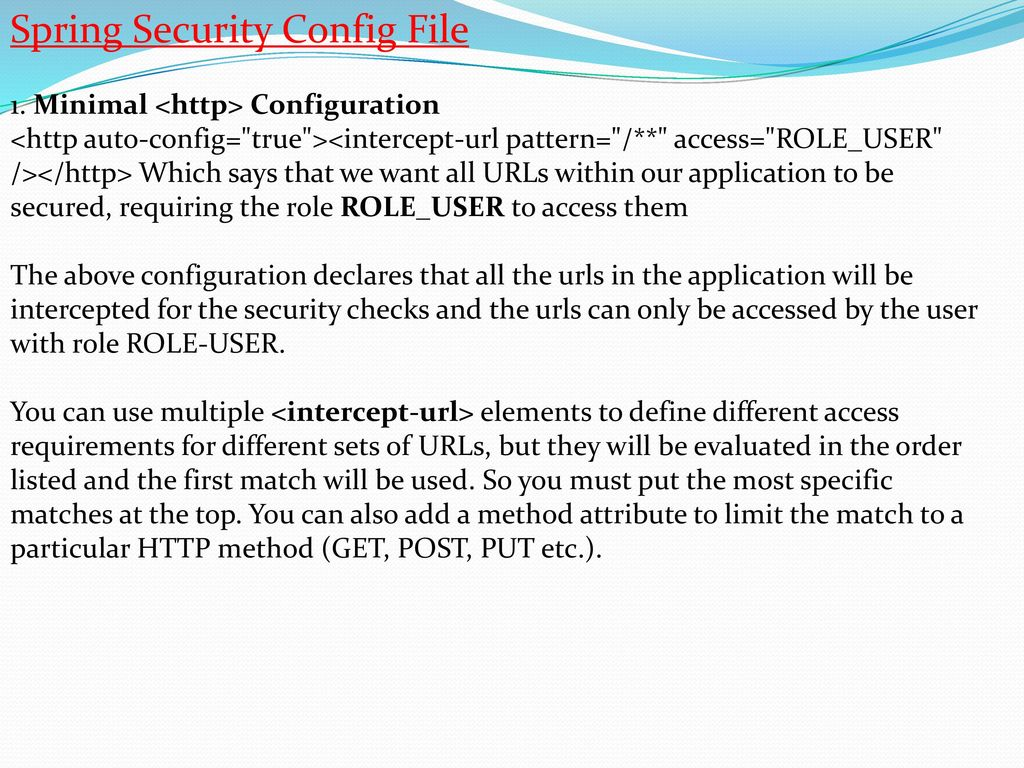 Spring Security Config File
1. Minimal <http> Configuration
<http auto-config="true"><intercept-url pattern="/**" access="ROLE_USER"
/></http> Which says that we want all URLs within our application to be
secured, requiring the role ROLE_USER to access them
The above configuration declares that all the urls in the application will be
intercepted for the security checks and the urls can only be accessed by the user
with role ROLE-USER.
You can use multiple <intercept-url> elements to define different access
requirements for different sets of URLs, but they will be evaluated in the order
listed and the first match will be used. So you must put the most specific
matches at the top. You can also add a method attribute to limit the match to a
particular HTTP method (GET, POST, PUT etc.).